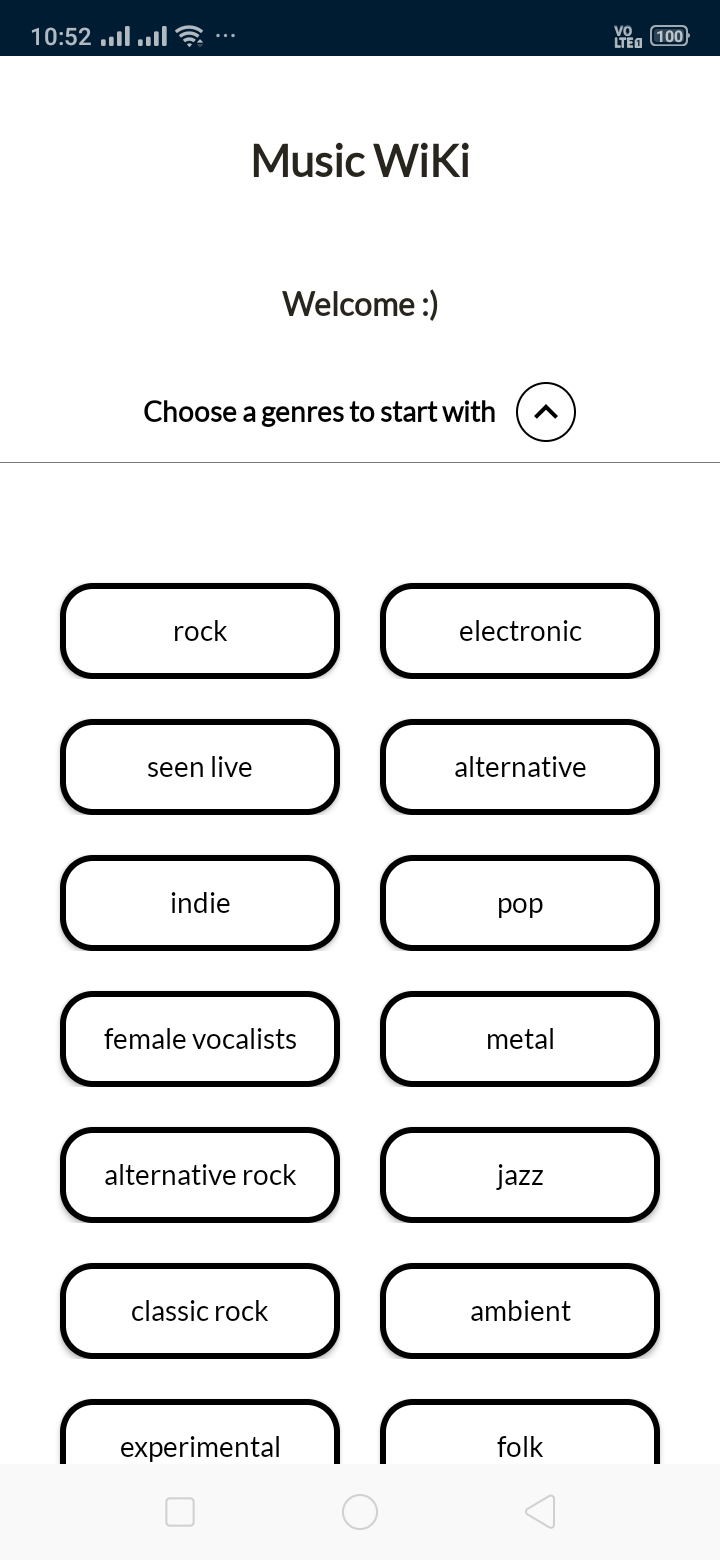 10:52 VO LTE 100
Music WiKi
Welcome :)
Choose a genres to start with
rock electronic
seen live alternative
indie pop
female vocalists metal
alternative rock jazz
classic rock ambient
experimental folk